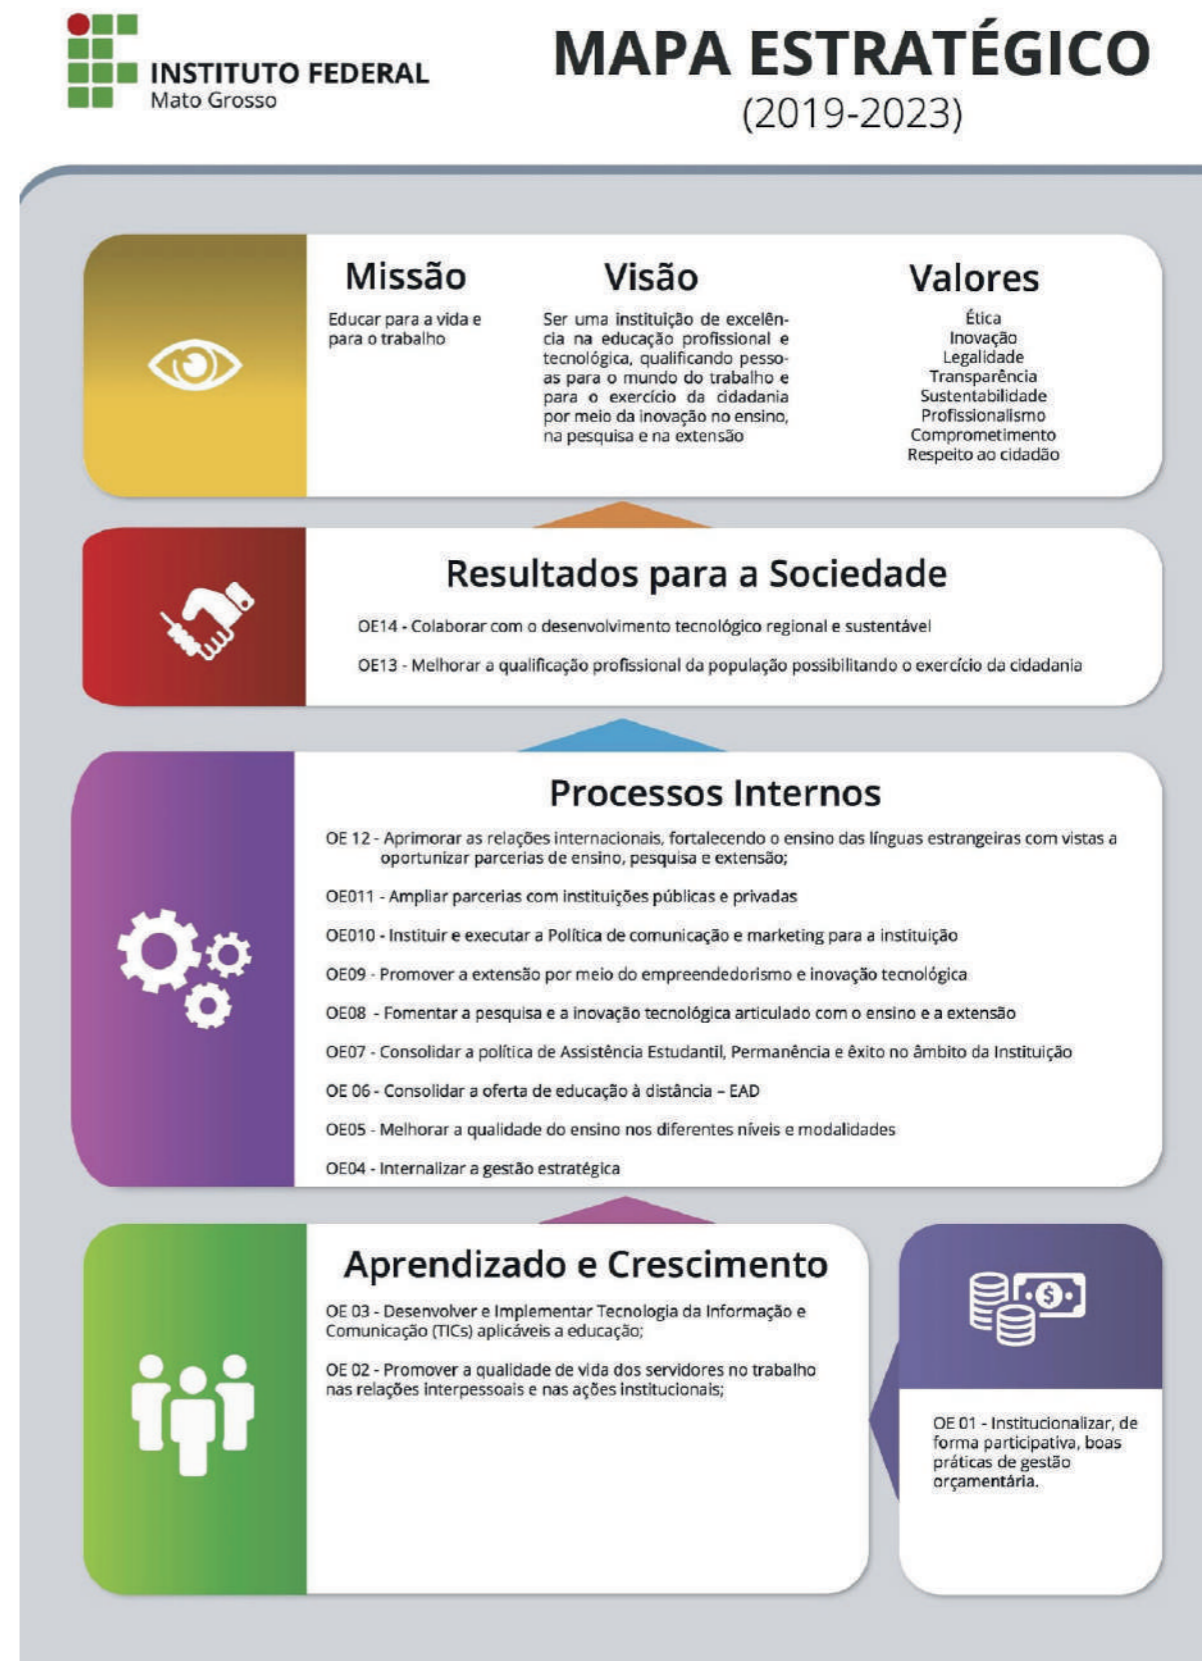 INSTITUTO FEDERAL
Mato Grosso
MAPA ESTRATÉGICO
(2019-2023)
Missão
Educar para a vida e
para o trabalho
Visão
Ser uma instituição de excelên-
cia na educação profissional e
tecnológica, qualificando pesso-
as para o mundo do trabalho e
para o exercício da cidadania
por meio da inovação no ensino,
na pesquisa e na extensão
Valores
Ética
Inovação
Legalidade
Transparência
Sustentabilidade
Profissionalismo
Comprometimento
Respeito ao cidadão
Resultados para a Sociedade
OE14 - Colaborar com o desenvolvimento tecnológico regional e sustentável
OE13 - Melhorar a qualificação profissional da população possibilitando o exercício da cidadania
Processos Internos
OE 12 - Aprimorar as relações internacionais, fortalecendo o ensino das línguas estrangeiras com vistas a
oportunizar parcerias de ensino, pesquisa e extensão;
OE011 - Ampliar parcerias com instituições públicas e privadas
OE010 - Instituir e executar a Política de comunicação e marketing para a instituição
OE09 - Promover a extensão por meio do empreendedorismo e inovação tecnológica
OE08 - Fomentar a pesquisa e a inovação tecnológica articulado com o ensino e a extensão
OE07 - Consolidar a política de Assistência Estudantil, Permanência e êxito no âmbito da Instituição
OE 06 - Consolidar a oferta de educação à distância – EAD
OE05 - Melhorar a qualidade do ensino nos diferentes níveis e modalidades
OE04 - Internalizar a gestão estratégica
Aprendizado e Crescimento
OE 03 - Desenvolver e Implementar Tecnologia da Informação e
Comunicação (TICs) aplicáveis a educação;
OE 02 - Promover a qualidade de vida dos servidores no trabalho
nas relações interpessoais e nas ações institucionais;
$
OE 01 - Institucionalizar, de
forma participativa, boas
práticas de gestão
orçamentária.